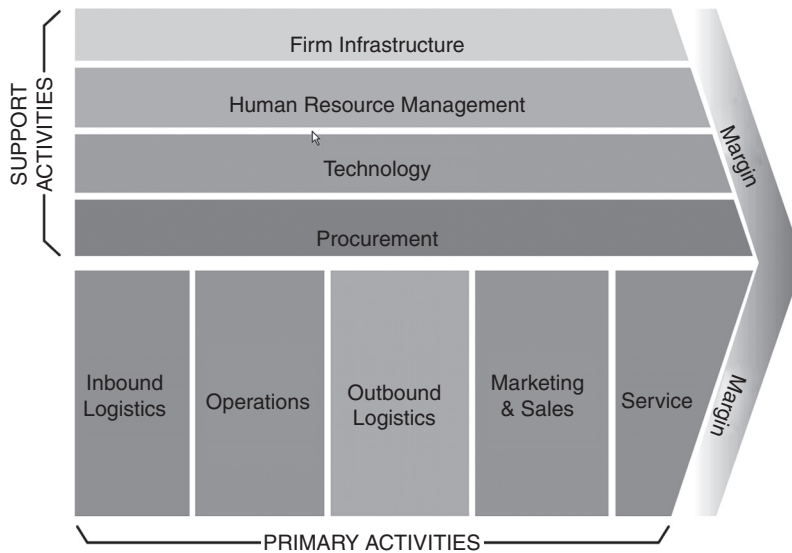 SUPPORT
ACTIVITIES
Firm Infrastructure
Human Resource Management
Technology
Procurement
Margin
Inbound
Logistics
Operations
Outbound
Logistics
Marketing
& Sales
Service
Margin
PRIMARY ACTIVITIES